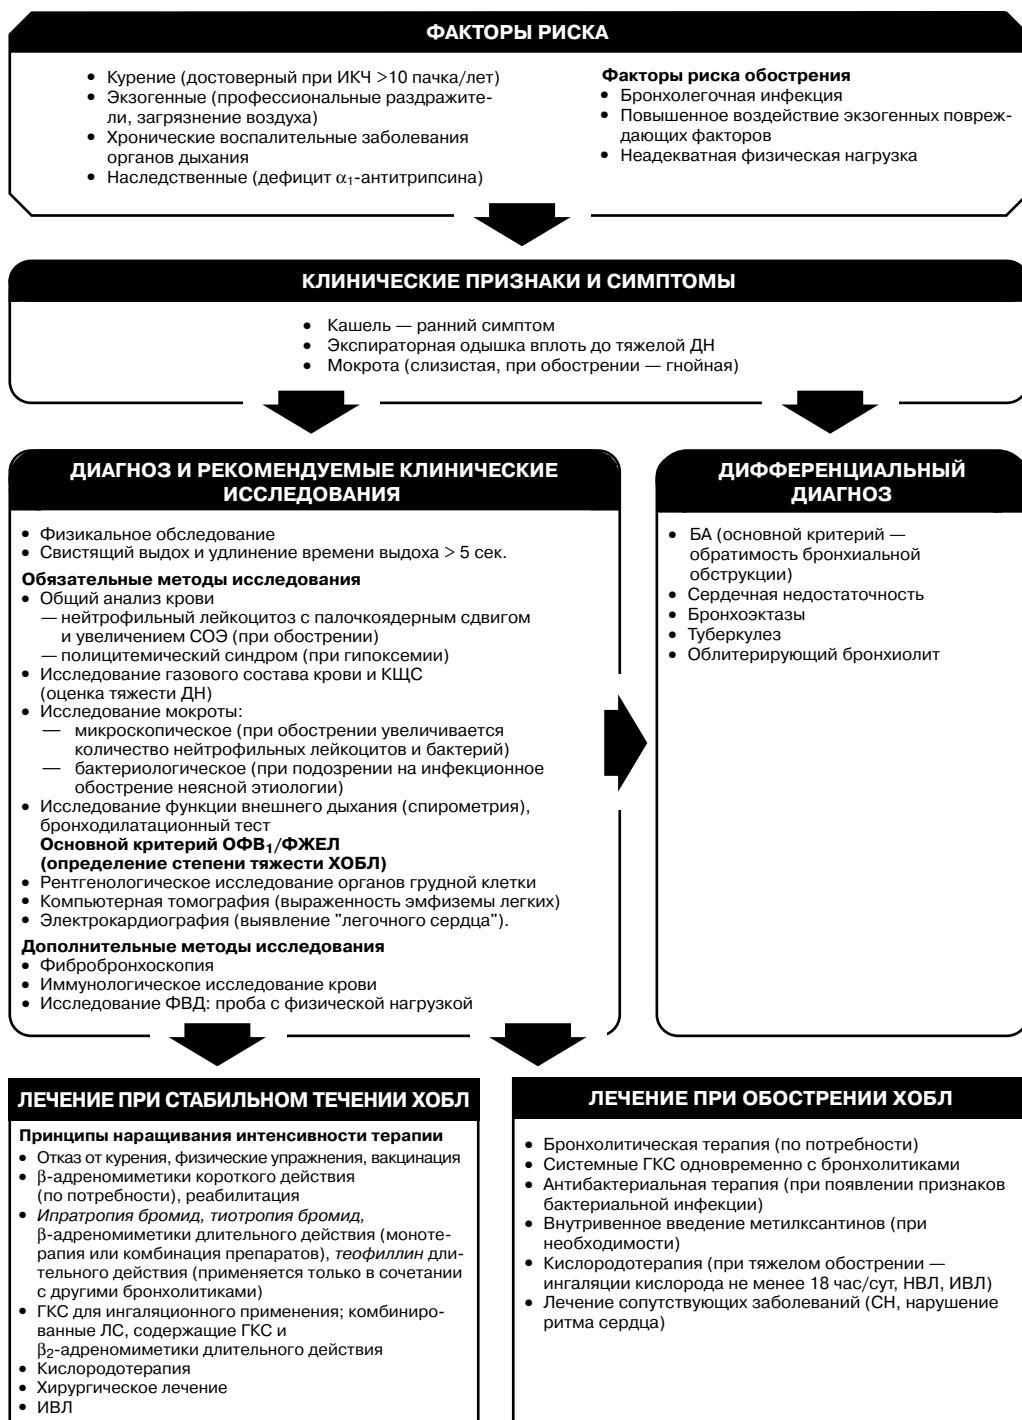 ФАКТОРЫ РИСКА
• Курение (достоверный при ИКЧ >10 пачка/лет)
• Экзогенные (профессиональные раздражите-
ли, загрязнение воздуха)
• Хронические воспалительные заболевания
органов дыхания
• Наследственные (дефицит α₁-антитрипсина)
Факторы риска обострения
• Бронхолегочная инфекция
• Повышенное воздействие экзогенных повреж-
дающих факторов
• Неадекватная физическая нагрузка
КЛИНИЧЕСКИЕ ПРИЗНАКИ И СИМПТОМЫ
• Кашель — ранний симптом
• Экспираторная одышка вплоть до тяжелой ДН
• Мокрота (слизистая, при обострении — гнойная)
ДИАГНОЗ И РЕКОМЕНДУЕМЫЕ КЛИНИЧЕСКИЕ
ИССЛЕДОВАНИЯ
• Физикальное обследование
• Свистящий выдох и удлинение времени выдоха > 5 сек.
Обязательные методы исследования
• Общий анализ крови
— нейтрофильный лейкоцитоз с палочкоядерным сдвигом
и увеличением СОЭ (при обострении)
— полицитемический синдром (при гипоксемии)
• Исследование газового состава крови и КЩС
(оценка тяжести ДН)
• Исследование мокроты:
— микроскопическое (при обострении увеличивается
количество нейтрофильных лейкоцитов и бактерий)
— бактериологическое (при подозрении на инфекционное
обострение неясной этиологии)
• Исследование функции внешнего дыхания (спирометрия),
бронходилатационный тест
Основной критерий ОФВ₁/ФЖЕЛ
(определение степени тяжести ХОБЛ)
• Рентгенологическое исследование органов грудной клетки
• Компьютерная томография (выраженность эмфиземы легких)
• Электрокардиография (выявление "легочного сердца").
Дополнительные методы исследования
• Фибробронхоскопия
• Иммунологическое исследование крови
• Исследование ФВД: проба с физической нагрузкой
ДИФФЕРЕНЦИАЛЬНЫЙ
ДИАГНОЗ
• БА (основной критерий —
обратимость бронхиальной
обструкции)
• Сердечная недостаточность
• Бронхоэктазы
• Туберкулез
• Облитерирующий бронхиолит
ЛЕЧЕНИЕ ПРИ СТАБИЛЬНОМ ТЕЧЕНИИ ХОБЛ
Принципы наращивания интенсивности терапии
• Отказ от курения, физические упражнения, вакцинация
• β-адреномиметики короткого действия
(по потребности), реабилитация
• Ипратропия бромид, тиотропия бромид,
β-адреномиметики длительного действия (моноте-
рапия или комбинация препаратов), теофиллин дли-
тельного действия (применяется только в сочетании
с другими бронхолитиками)
• ГКС для ингаляционного применения; комбиниро-
ванные ЛС, содержащие ГКС и
β₂-адреномиметики длительного действия
• Кислородотерапия
• Хирургическое лечение
• ИВЛ
ЛЕЧЕНИЕ ПРИ ОБОСТРЕНИИ ХОБЛ
• Бронхолитическая терапия (по потребности)
• Системные ГКС одновременно с бронхолитиками
• Антибактериальная терапия (при появлении признаков
бактериальной инфекции)
• Внутривенное введение метилксантинов (при
необходимости)
• Кислородотерапия (при тяжелом обострении —
ингаляции кислорода не менее 18 час/сут, НВЛ, ИВЛ)
• Лечение сопутствующих заболеваний (СН, нарушение
ритма сердца)